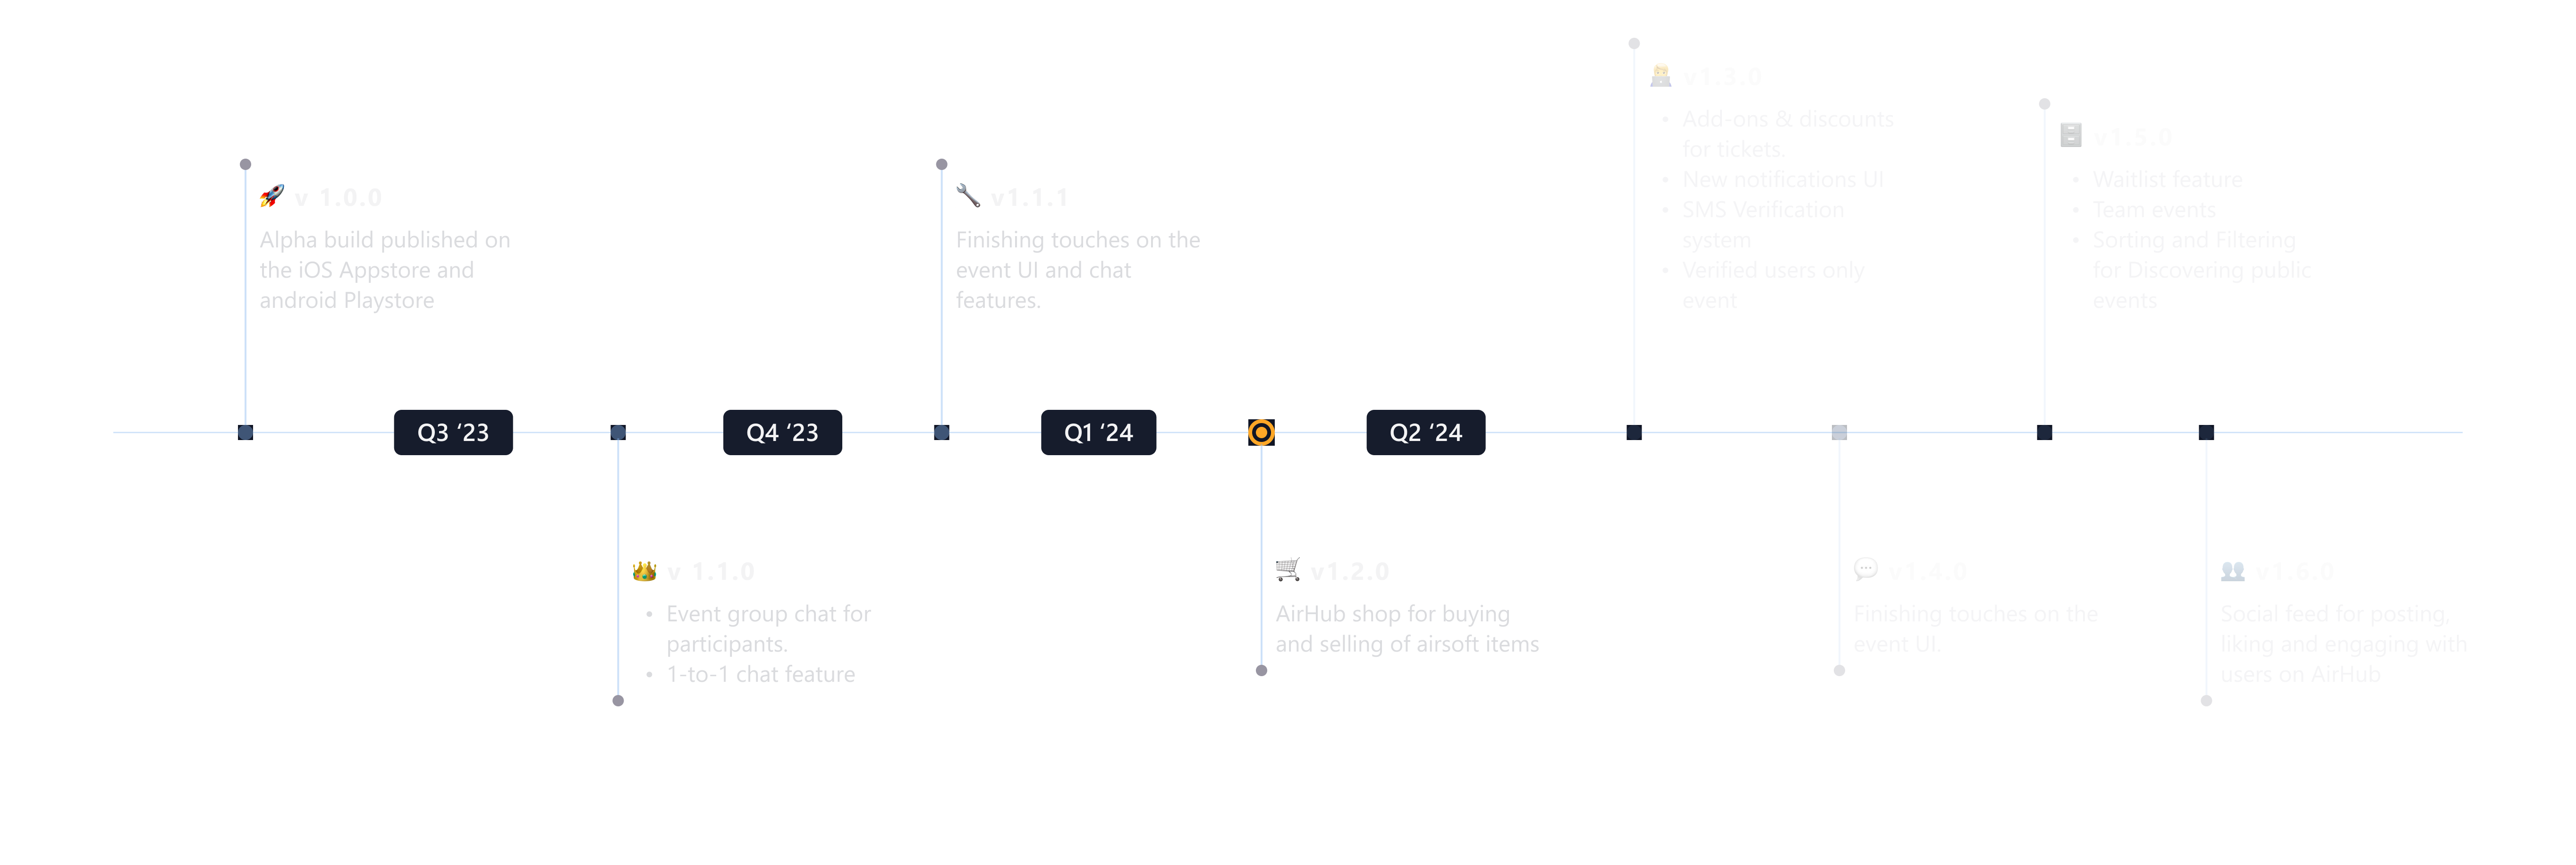 v 1.0.0
Alpha build published on
the iOS Appstore and
android Playstore
Q3 ‘23
v 1.1.0
• Event group chat for
participants.
• 1-to-1 chat feature
Q4 ‘23
v1.1.1
Finishing touches on the
event UI and chat
features.
Q1 ‘24
v1.2.0
AirHub shop for buying
and selling of airsoft items
Q2 ‘24
v1.3.0
• Add-ons & discounts
for tickets.
• New notifications UI
• SMS Verification
system
• Verified users only
event
v1.4.0
Finishing touches on the
event UI.
v1.5.0
• Waitlist feature
• Team events
• Sorting and Filtering
for Discovering public
events
v1.6.0
Social feed for posting,
liking and engaging with
users on AirHub